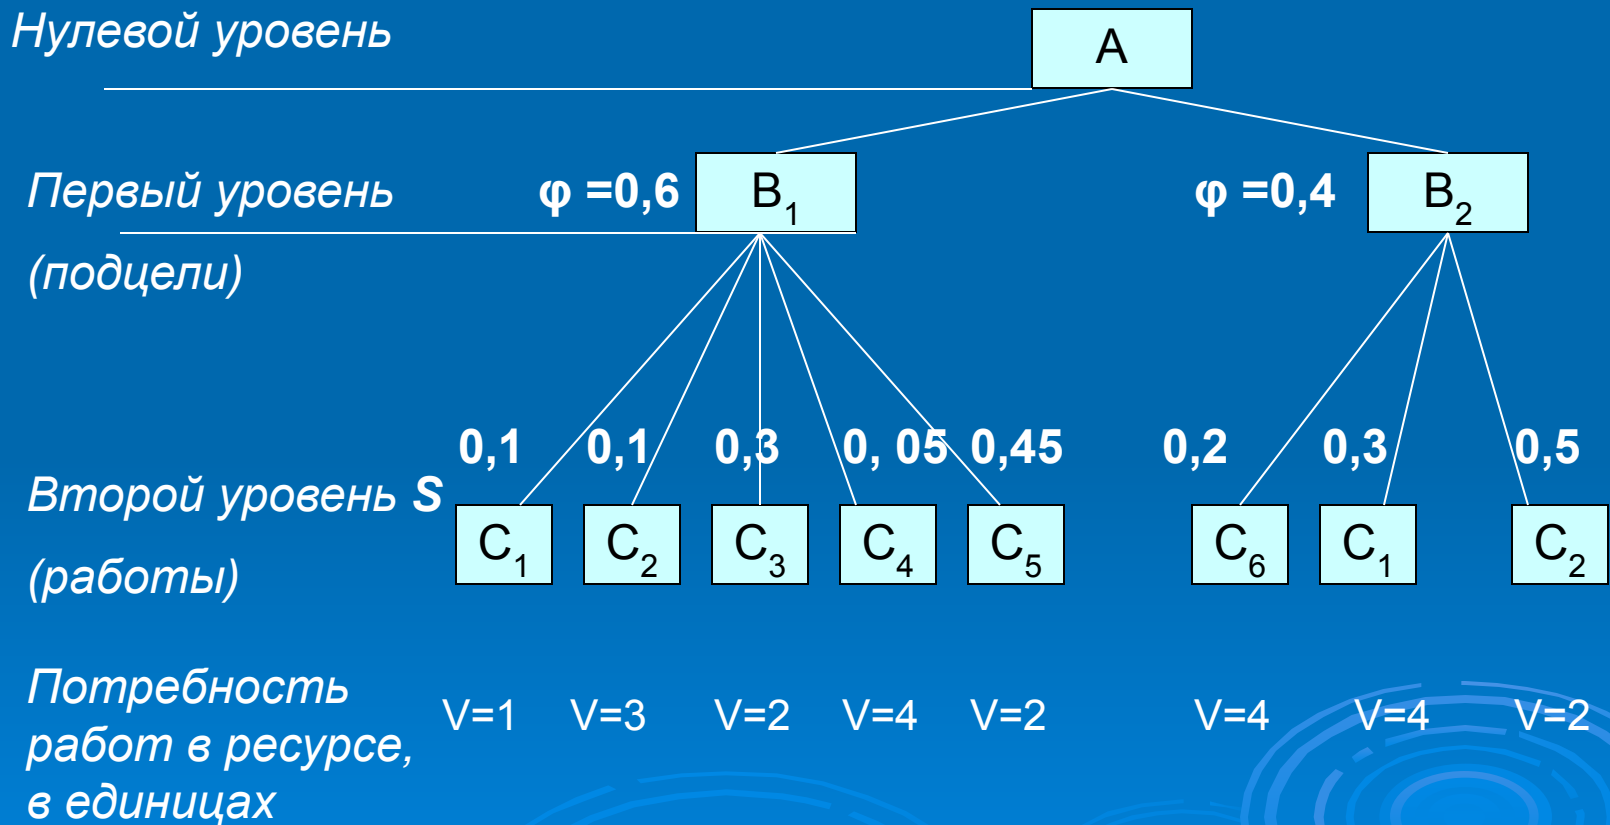 Нулевой уровень
A
Первый уровень φ =0,6 B1 φ =0,4 B2
(подцели)
0,1 0,1 0,3 0, 05 0,45 0,2 0,3 0,5
Второй уровень S
C1 C2 C3 C4 C5 C6 C1 C2
(работы)
Потребность
работ в ресурсе,
в единицах
V=1 V=3 V=2 V=4 V=2 V=4 V=4 V=2